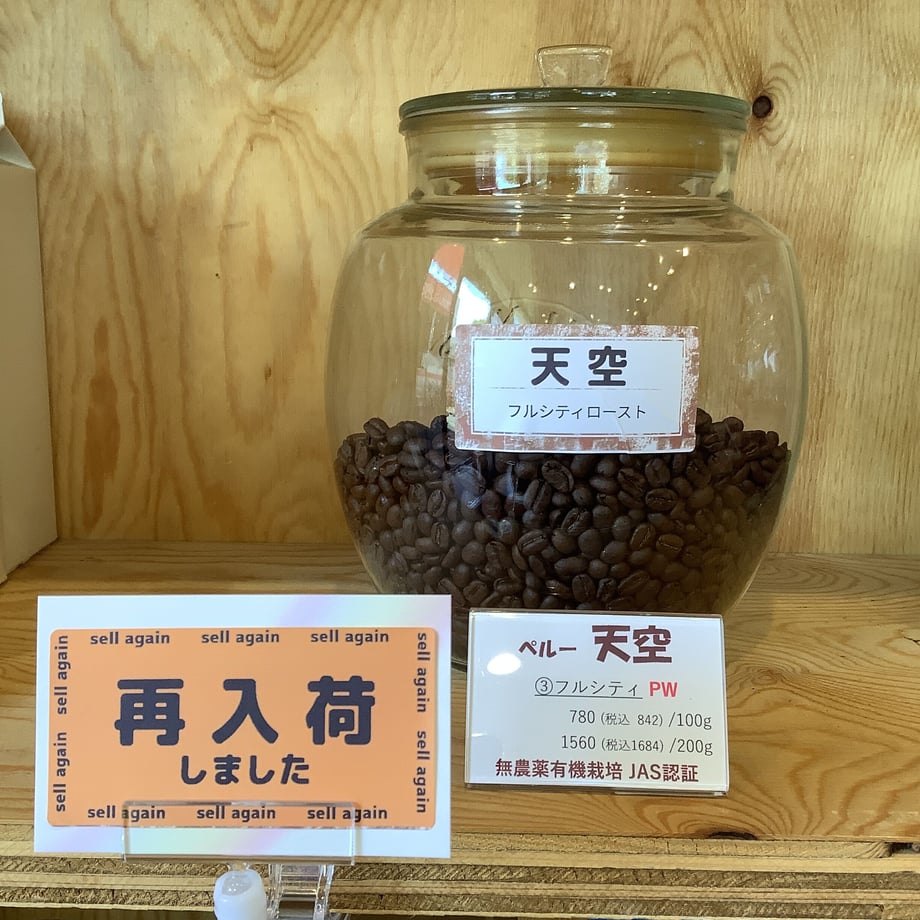 天空
フルシティロースト
sell again sell again sell again
sell again
sell again
再入荷
しました
sell again
sell again
sell again sell again sell again
ペルー 天空
③フルシティ PW
780 (税込 842) /100g
1560 (税込1684) /200g
無農薬有機栽培 JAS認証